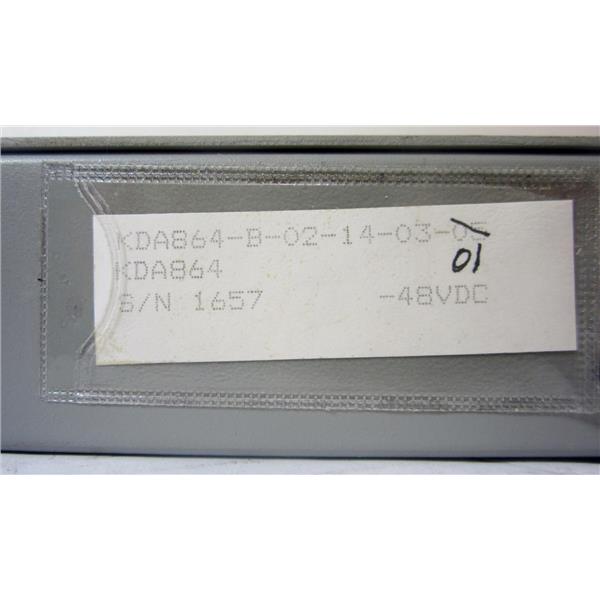 KDA864-B-02-14-03-05
01
KDA864
S/N 1657 -48VDC